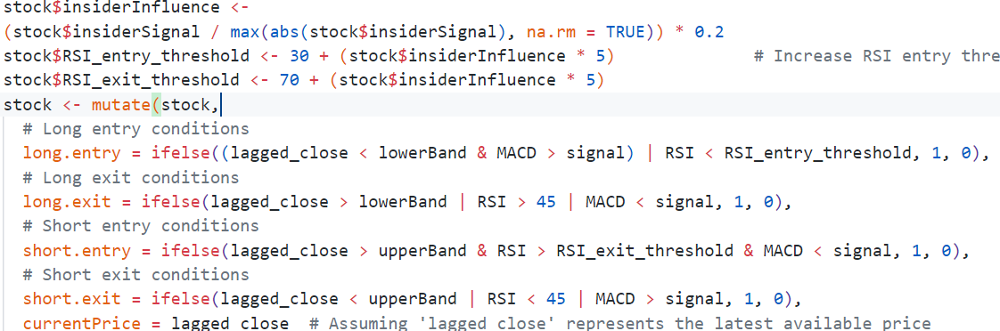 stock$insiderInfluence <-
(stock$insiderSignal / max(abs(stock$insiderSignal), na.rm = TRUE)) * 0.2
stock$RSI_entry_threshold <- 30 + (stock$insiderInfluence * 5) # Increase RSI entry thre
stock$RSI_exit_threshold <- 70 + (stock$insiderInfluence * 5)
stock <- mutate(stock,
# Long entry conditions
long.entry = ifelse((lagged_close < lowerBand & MACD > signal) | RSI < RSI_entry_threshold, 1, 0),
# Long exit conditions
long.exit = ifelse(lagged_close > lowerBand | RSI > 45 | MACD < signal, 1, 0),
# Short entry conditions
short.entry = ifelse(lagged_close > upperBand & RSI > RSI_exit_threshold & MACD < signal, 1, 0),
# Short exit conditions
short.exit = ifelse(lagged_close < upperBand | RSI < 45 | MACD > signal, 1, 0),
currentPrice = lagged_close # Assuming 'lagged_close' represents the latest available price